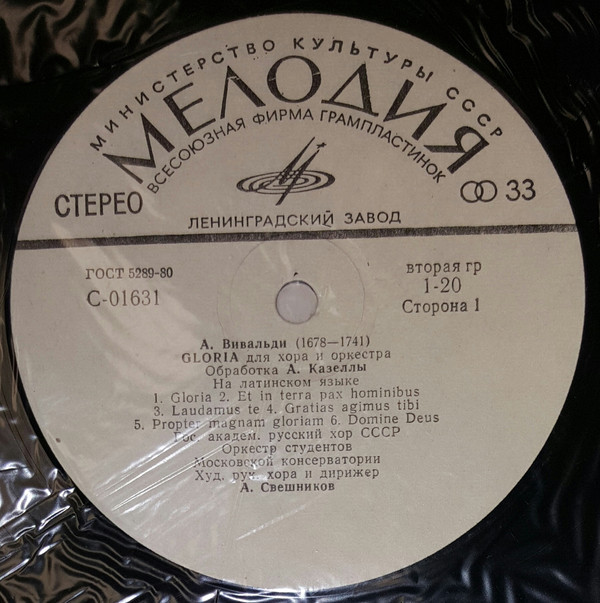 МИНИСТЕРСТВО КУЛЬТУРЫ СССР
МЕЛОДИЯ
ВСЕСОЮЗНАЯ ФИРМА ГРАМПЛАСТИНОК
СТЕРЕО
33
ЛЕНИНГРАДСКИЙ ЗАВОД
ГОСТ 5289-80
С-01631
вторая гр
1-20
Сторона 1
А. Вивальди (1678—1741)
GLORIA для хора и оркестра
Обработка А. Казеллы
На латинском языке
1. Gloria 2. Et in terra pax hominibus
3. Laudamus te 4. Gratias agimus tibi
5. Propter magnam gloriam 6. Domine Deus
Гос. академ. русский хор СССР
Оркестр студентов
Московской консерватории
Худ. рук. хора и дирижер
А. Свешников